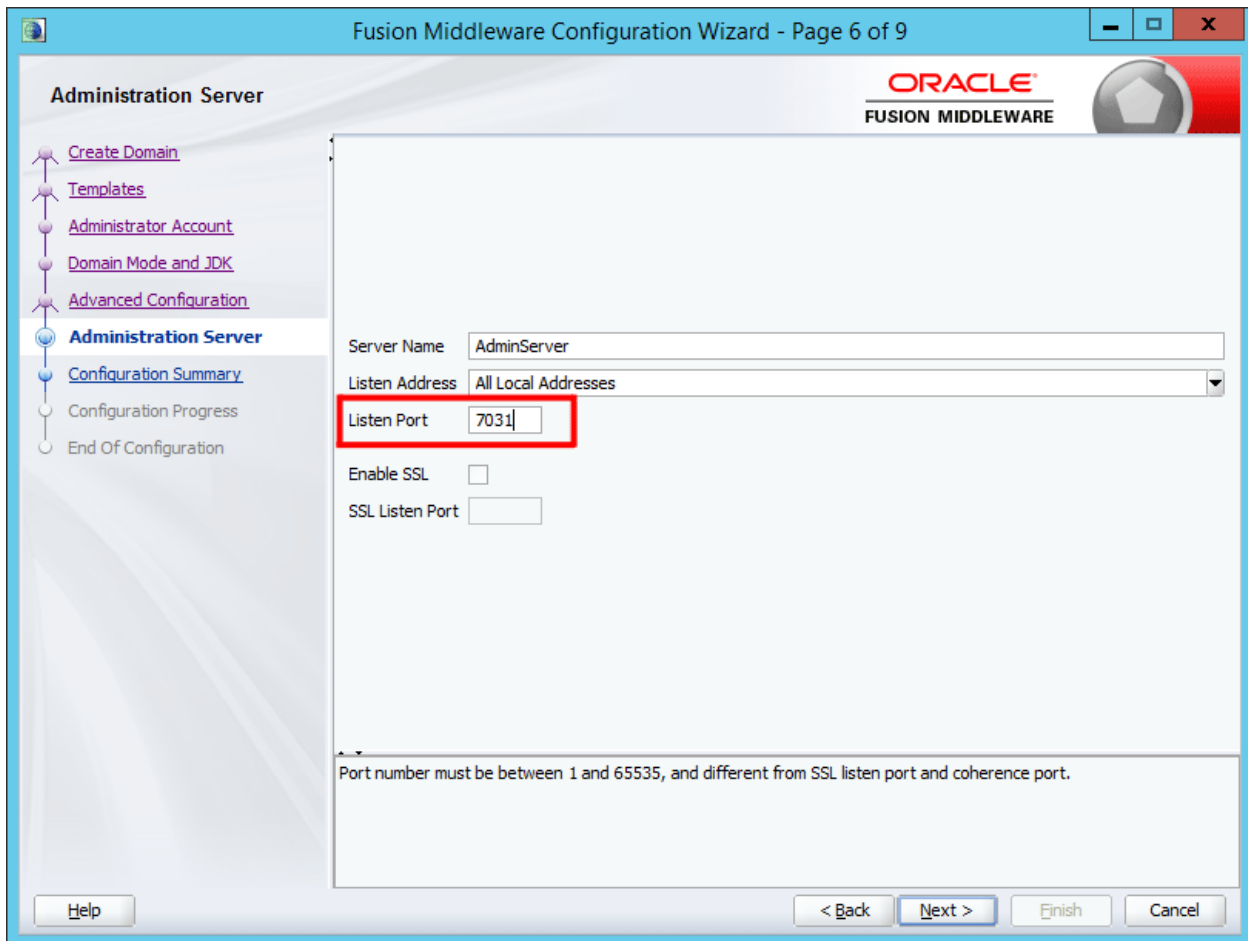 Fusion Middleware Configuration Wizard - Page 6 of 9
Administration Server
ORACLE
FUSION MIDDLEWARE
Create Domain
Templates
Administrator Account
Domain Mode and JDK
Advanced Configuration
Administration Server
Configuration Summary
Configuration Progress
End Of Configuration
Server Name AdminServer
Listen Address All Local Addresses
Listen Port 7031
Enable SSL
SSL Listen Port
Port number must be between 1 and 65535, and different from SSL listen port and coherence port.
Help < Back Next > Finish Cancel